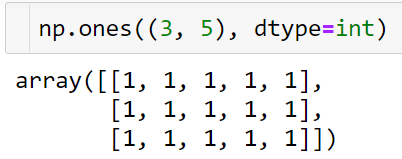 np.ones((3, 5), dtype=int)
array([[1, 1, 1, 1, 1],
       [1, 1, 1, 1, 1],
       [1, 1, 1, 1, 1]])